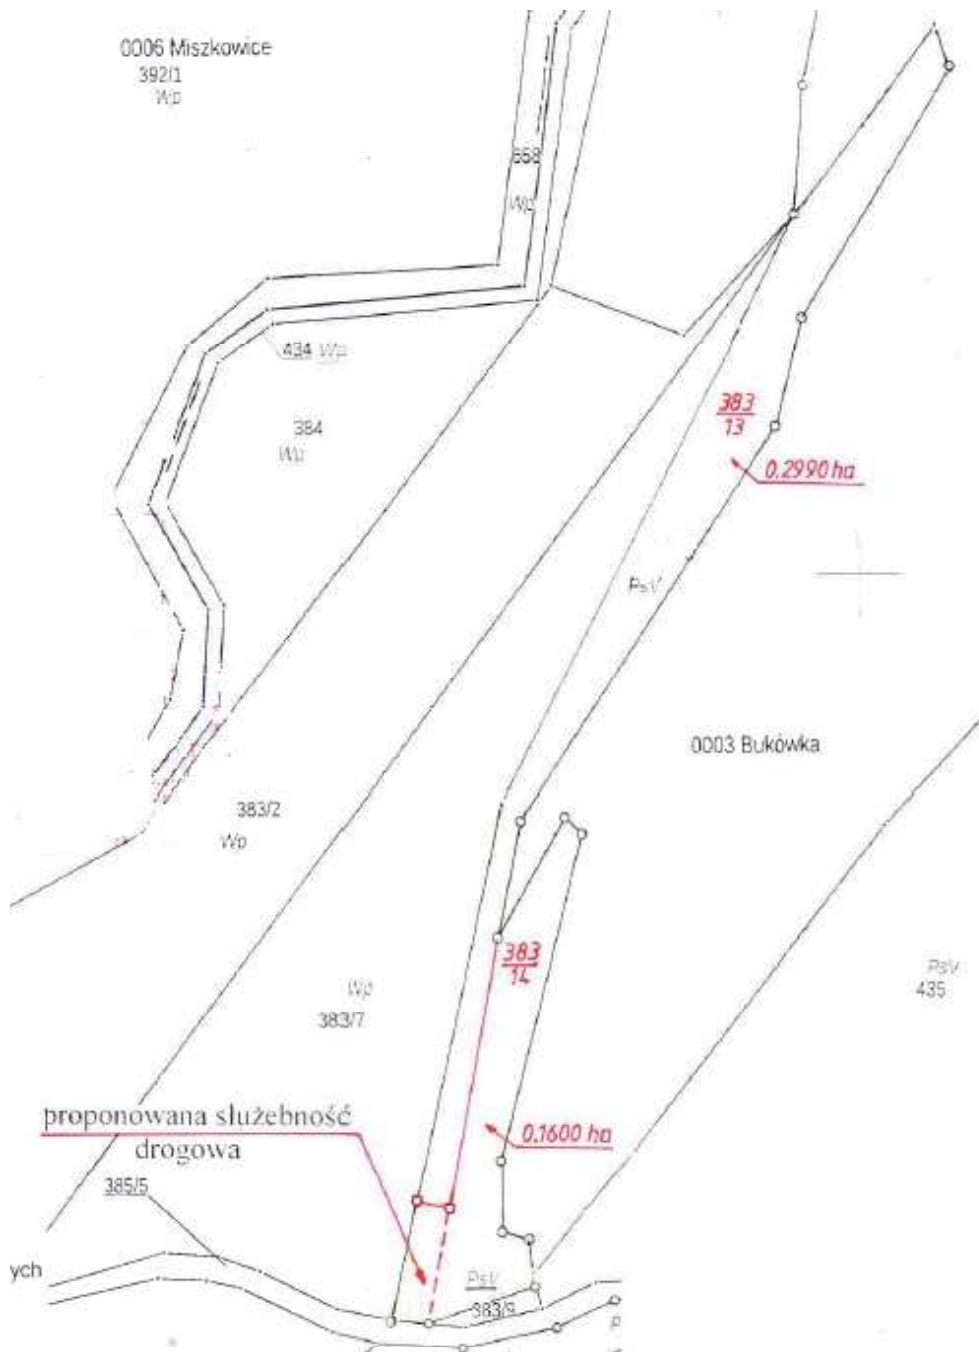 0006 Miszkowice
392/1
Wp
658
Wp
434 Wp
384
Wp
383
13
0.2990 ha
PsV
0003 Bukówka
383/2
Wp
383
14
PsV
435
Wp
383/7
proponowana służebność
drogowa
0.1600 ha
385/5
ych
PsV
383/9
P